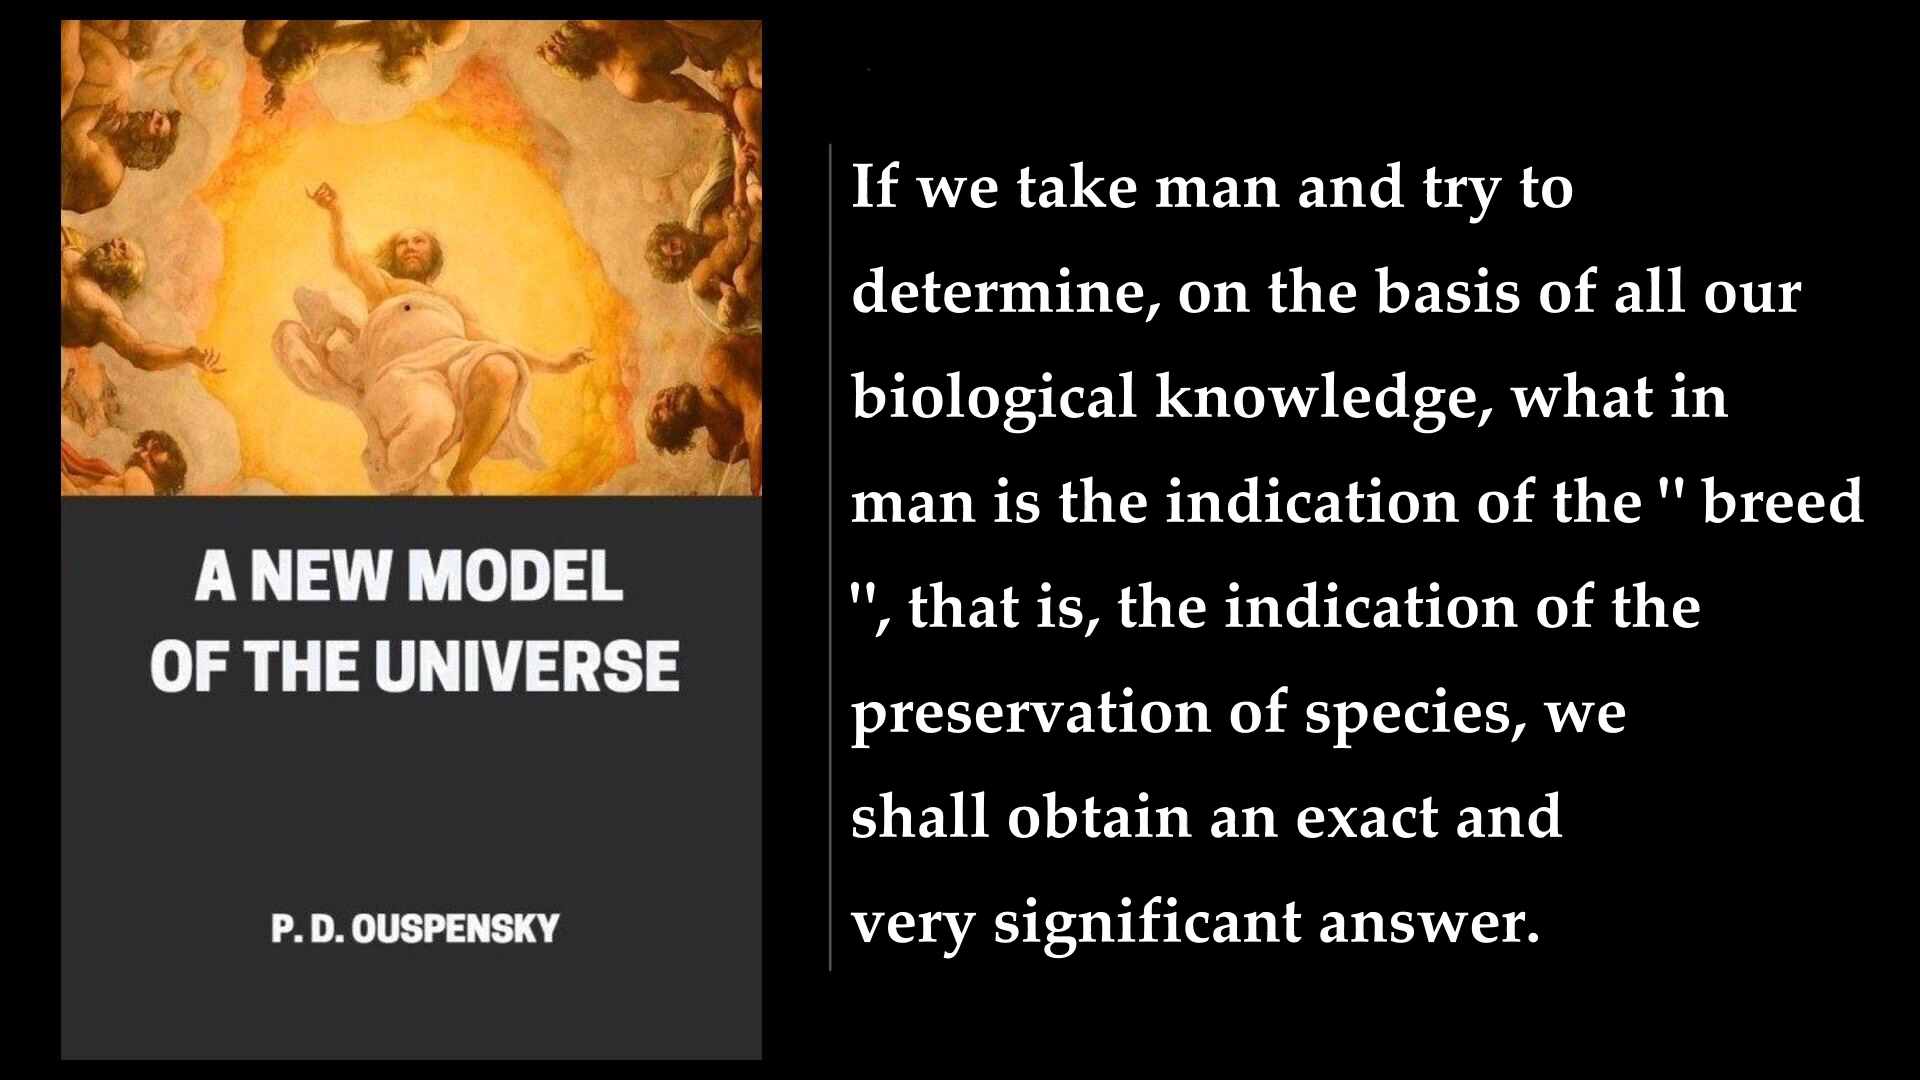 A NEW MODEL
OF THE UNIVERSE
P. D. OUSPENSKY
If we take man and try to
determine, on the basis of all our
biological knowledge, what in
man is the indication of the " breed
", that is, the indication of the
preservation of species, we
shall obtain an exact and
very significant answer.